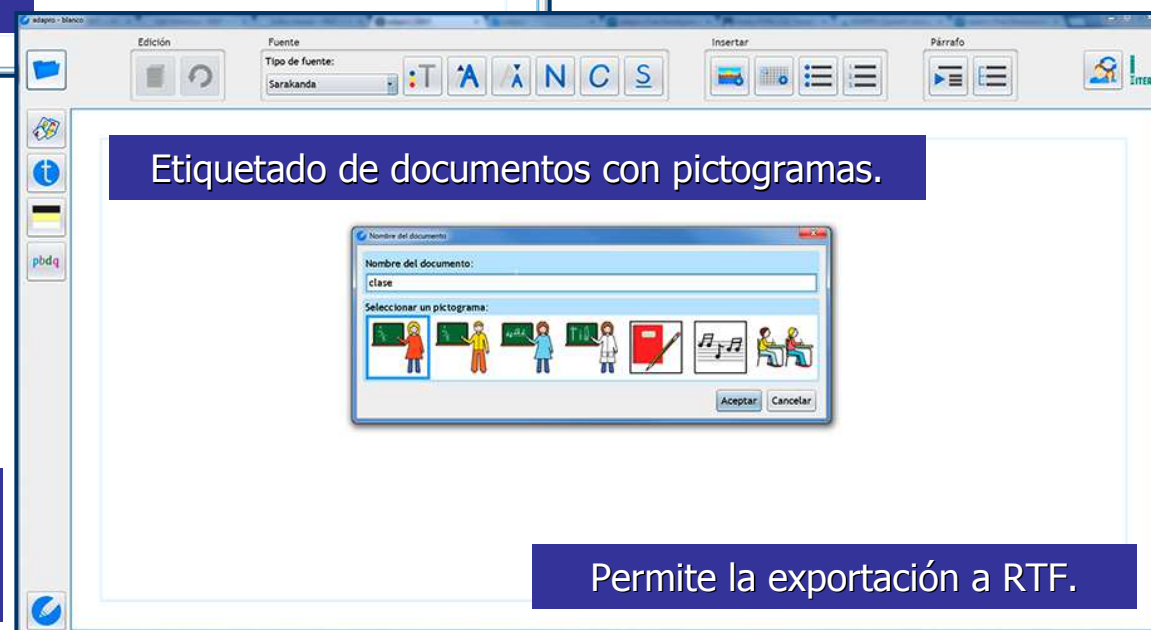 adapro - blanco
Edición
Fuente
Insertar
Párrafo
Tipo de fuente:
Sarakanda
:T A A N C S
Etiquetado de documentos con pictogramas.
pbdq
Nombre del documento
Nombre del documento:
clase
Seleccionar un pictograma:
Aceptar Cancelar
Permite la exportación a RTF.